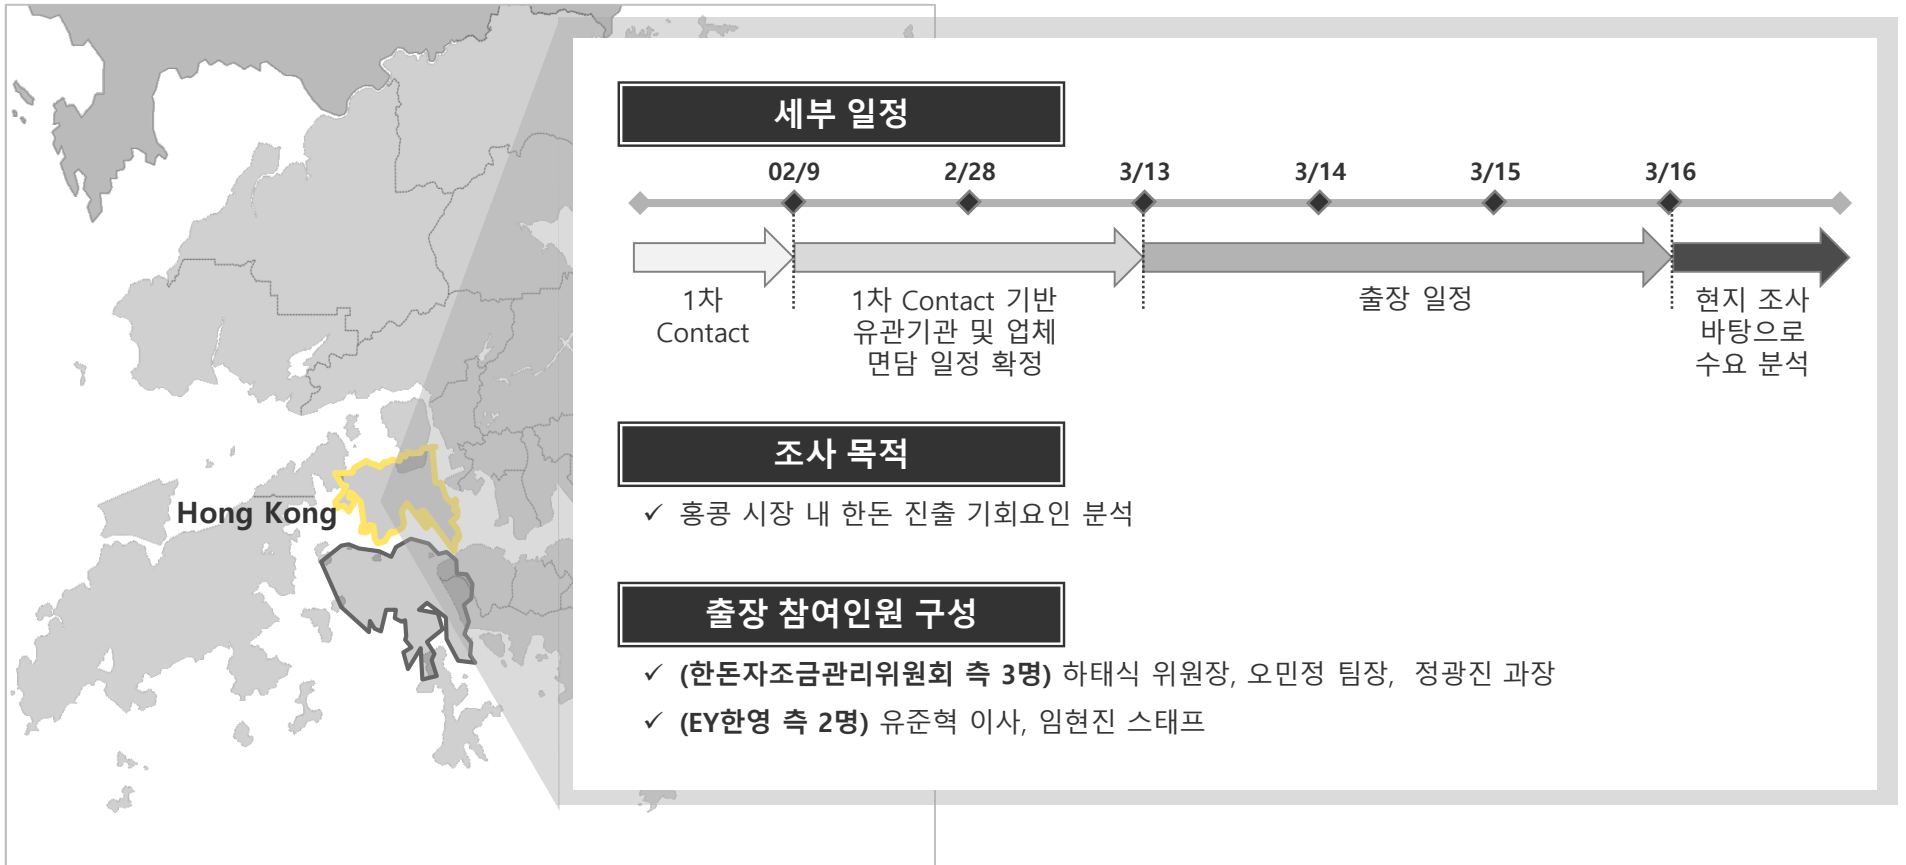 Hong Kong
세부 일정
02/9 2/28 3/13 3/14 3/15 3/16
1차
Contact
1차 Contact 기반
유관기관 및 업체
면담 일정 확정
출장 일정
현지 조사
바탕으로
수요 분석
조사 목적
✓ 홍콩 시장 내 한돈 진출 기회요인 분석
출장 참여인원 구성
✓ (한돈자조금관리위원회 측 3명) 하태식 위원장, 오민정 팀장, 정광진 과장
✓ (EY한영 측 2명) 유준혁 이사, 임현진 스태프